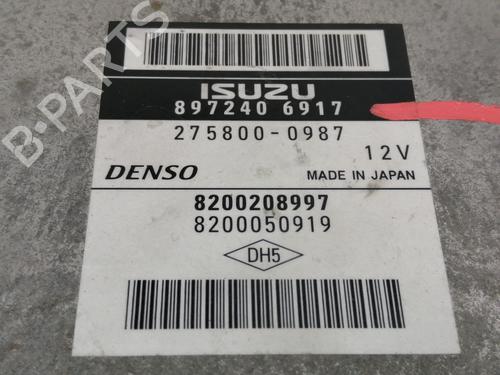 B-PARTS
ISUZU
897240 6917
275800-0987
12V
DENSO
MADE IN JAPAN
8200208997
8200050919
DH5